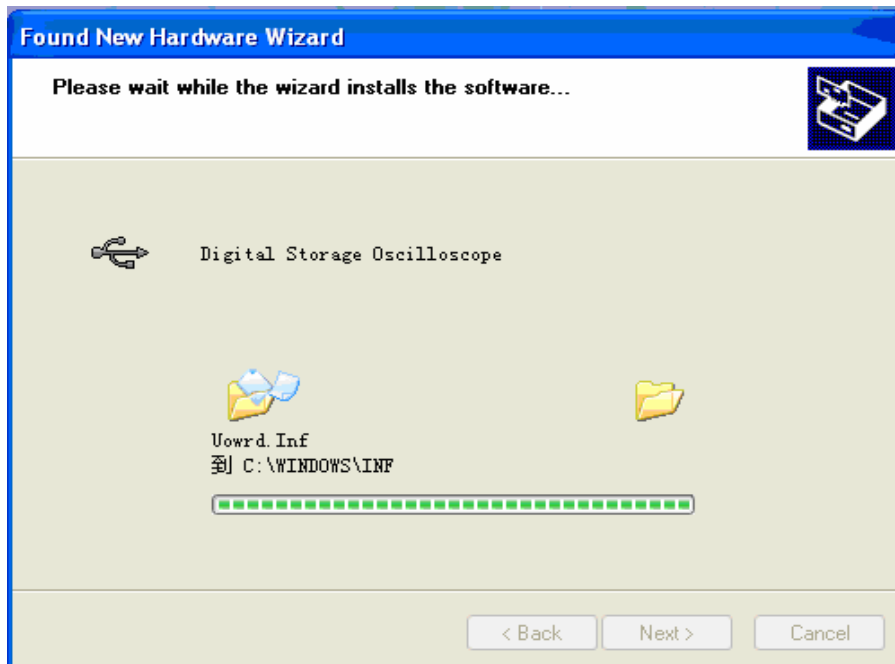 Found New Hardware Wizard
Please wait while the wizard installs the software...
Digital Storage Oscilloscope
Uowrd.Inf
到 C:\WINDOWS\INF
< Back
Next >
Cancel